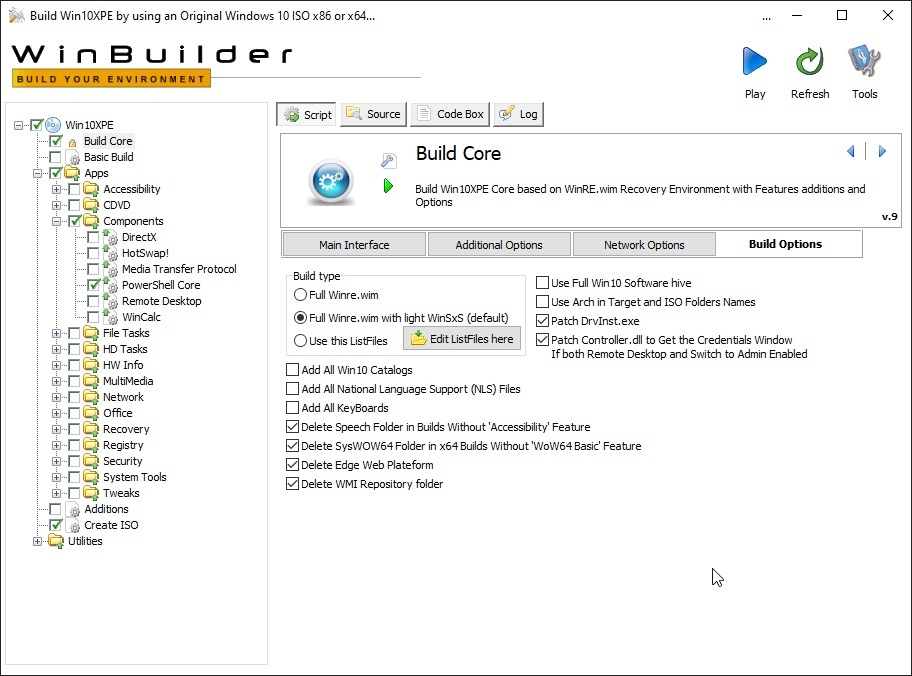 Build Win10XPE by using an Original Windows 10 ISO x86 or x64...
...
WinBuilder
BUILD YOUR ENVIRONMENT
Play
Refresh
Tools
Win10XPE
Build Core
Basic Build
Apps
Accessibility
CDVD
Components
DirectX
HotSwap!
Media Transfer Protocol
PowerShell Core
Remote Desktop
WinCalc
File Tasks
HD Tasks
HW Info
MultiMedia
Network
Office
Recovery
Registry
Security
System Tools
Tweaks
Additions
Create ISO
Utilities
Script
Source
Code Box
Log
Build Core
Build Win10XPE Core based on WinRE.wim Recovery Environment with Features additions and
Options
v.9
Main Interface
Additional Options
Network Options
Build Options
Build type
Full Winre.wim
Full Winre.wim with light WinSxS (default)
Use this ListFiles
Edit ListFiles here
Use Full Win10 Software hive
Use Arch in Target and ISO Folders Names
Patch DrvInst.exe
Patch Controller.dll to Get the Credentials Window
If both Remote Desktop and Switch to Admin Enabled
Add All Win10 Catalogs
Add All National Language Support (NLS) Files
Add All KeyBoards
Delete Speech Folder in Builds Without 'Accessibility' Feature
Delete SysWOW64 Folder in x64 Builds Without 'WoW64 Basic' Feature
Delete Edge Web Plateform
Delete WMI Repository folder